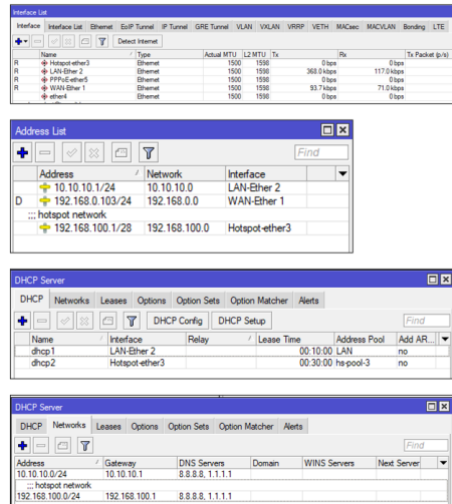 Interface List
Interface Interface List Ethernet EoIP Tunnel IP Tunnel GRE Tunnel VLAN VXLAN VRRP VETH MACsec MACVLAN Bonding LTE
Detect Internet
Name / Type Actual MTU L2 MTU Tx Rx Tx Packet (p/s)
R Hotspot-ether3 Ethernet 1500 1598 0 bps 0 bps
R LAN-Ether 2 Ethernet 1500 1598 368.0 kbps 117.0 kbps
R PPPoE-ether5 Ethernet 1500 1598 0 bps 0 bps
R WAN-Ether 1 Ethernet 1500 1598 93.7 kbps 71.0 kbps
ether4 Ethernet 1500 1598 0 bps 0 bps
Address List
Find
Address / Network Interface
10.10.10.1/24 10.10.10.0 LAN-Ether 2
D 192.168.0.103/24 192.168.0.0 WAN-Ether 1
;;; hotspot network
192.168.100.1/28 192.168.100.0 Hotspot-ether3
DHCP Server
DHCP Networks Leases Options Option Sets Option Matcher Alerts
DHCP Config DHCP Setup Find
Name / Interface Relay / Lease Time Address Pool Add AR...
dhcp1 LAN-Ether 2 00:10:00 LAN no
dhcp2 Hotspot-ether3 00:30:00 hs-pool-3 no
DHCP Server
DHCP Networks Leases Options Option Sets Option Matcher Alerts
Find
Address / Gateway DNS Servers Domain WINS Servers Next Server
10.10.10.0/24 10.10.10.1 8.8.8.8, 1.1.1.1
;;; hotspot network
192.168.100.0/24 192.168.100.1 8.8.8.8, 1.1.1.1